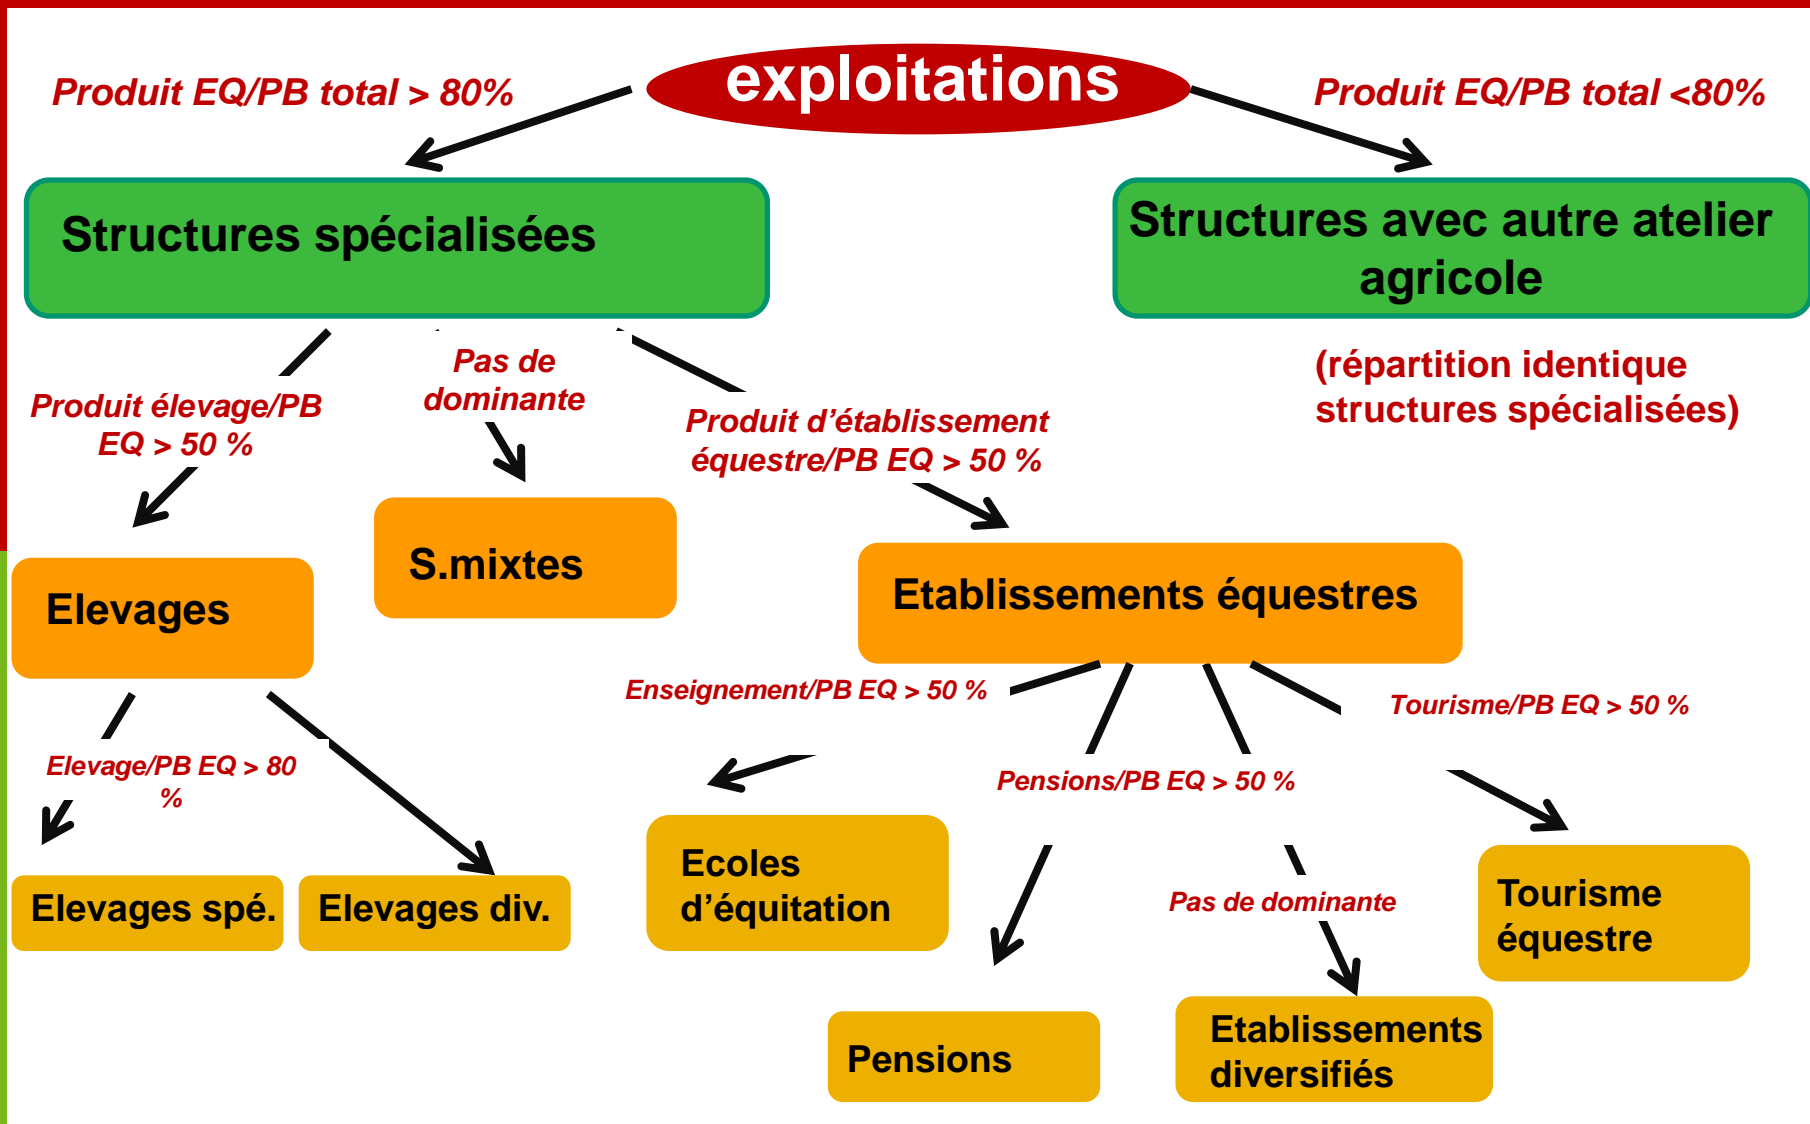 exploitations
Produit EQ/PB total > 80%
Produit EQ/PB total <80%
Structures spécialisées
Structures avec autre atelier
agricole
(répartition identique
structures spécialisées)
Produit élevage/PB
EQ > 50 %
Pas de
dominante
Produit d’établissement
équestre/PB EQ > 50 %
Elevages
S.mixtes
Etablissements équestres
Elevage/PB EQ > 80
%
Enseignement/PB EQ > 50 %
Pensions/PB EQ > 50 %
Pas de dominante
Tourisme/PB EQ > 50 %
Elevages spé.
Elevages div.
Ecoles
d’équitation
Pensions
Etablissements
diversifiés
Tourisme
équestre